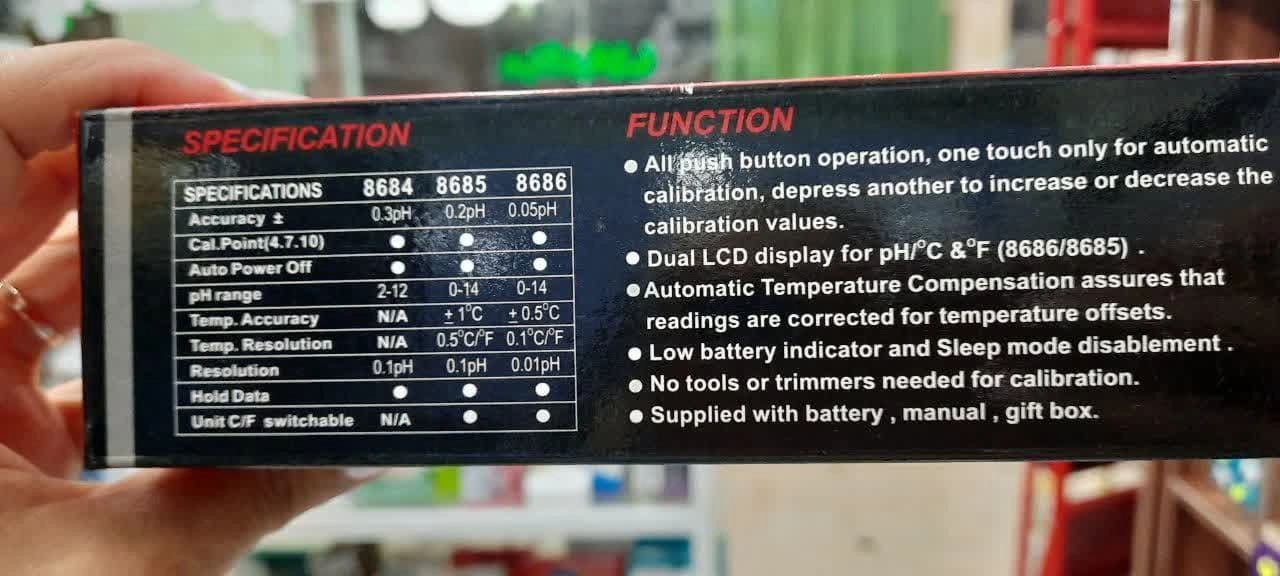 SPECIFICATION
SPECIFICATIONS 8684 8685 8686
Accuracy ± 0.3pH 0.2pH 0.05pH
Cal.Point(4.7.10) ● ● ●
Auto Power Off ● ● ●
pH range 2-12 0-14 0-14
Temp. Accuracy N/A ± 1°C ± 0.5°C
Temp. Resolution N/A 0.5°C/°F 0.1°C/°F
Resolution 0.1pH 0.1pH 0.01pH
Hold Data ● ● ●
Unit C/F switchable N/A ● ●
FUNCTION
● All push button operation, one touch only for automatic
calibration, depress another to increase or decrease the
calibration values.
● Dual LCD display for pH/°C &°F (8686/8685) .
● Automatic Temperature Compensation assures that
readings are corrected for temperature offsets.
● Low battery indicator and Sleep mode disablement .
● No tools or trimmers needed for calibration.
● Supplied with battery , manual , gift box.